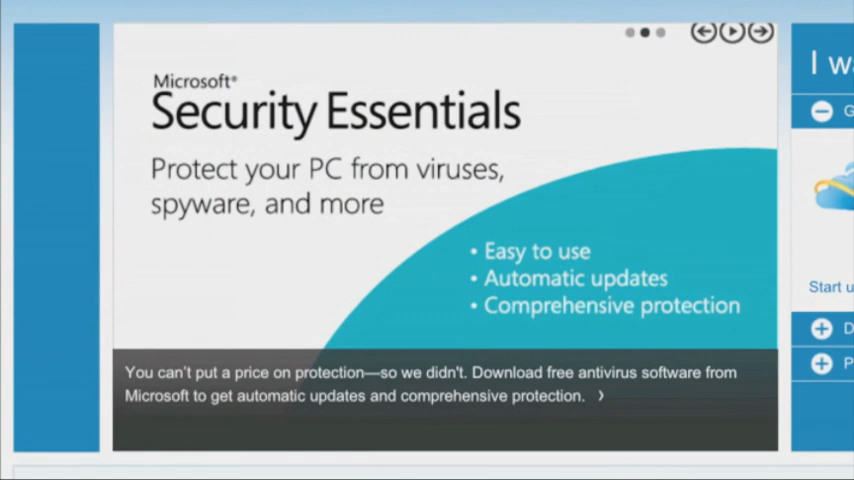 Microsoft®
Security Essentials
Protect your PC from viruses,
spyware, and more
• Easy to use
• Automatic updates
• Comprehensive protection
You can't put a price on protection—so we didn't. Download free antivirus software from
Microsoft to get automatic updates and comprehensive protection.
I wa
G
Start u
D
P